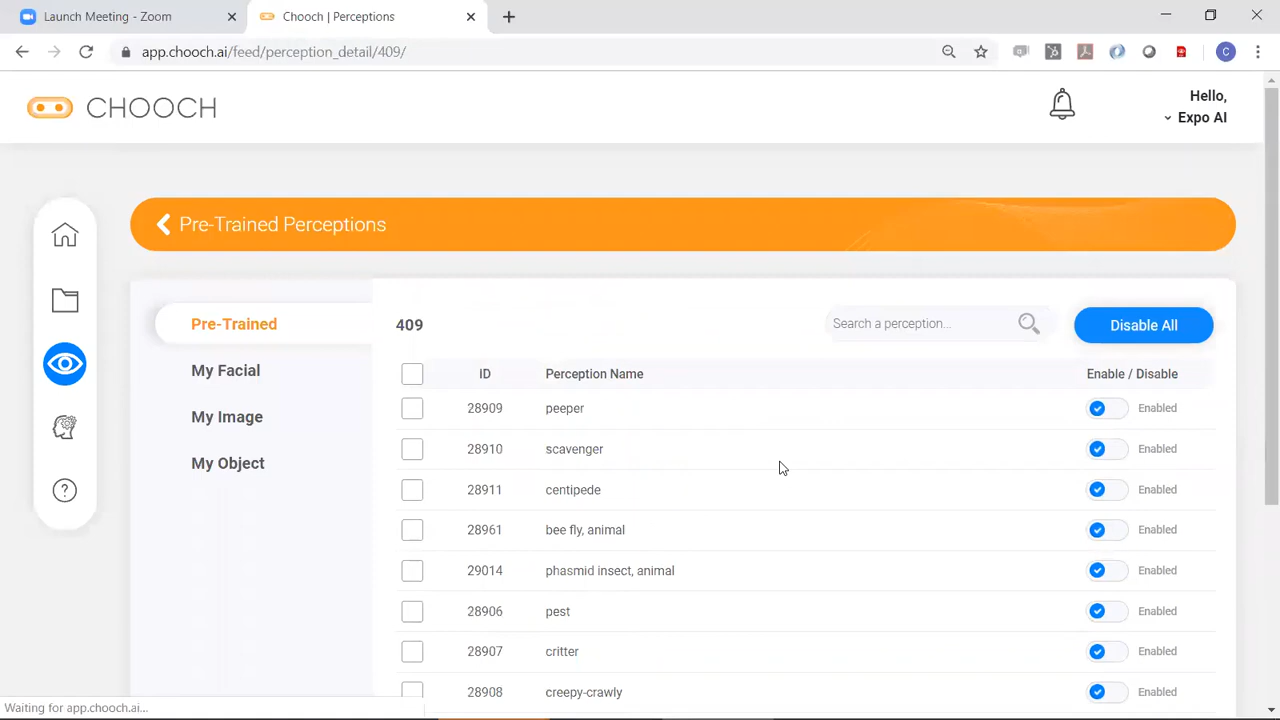 Launch Meeting - Zoom
Chooch | Perceptions
app.chooch.ai/feed/perception_detail/409/
C
CHOOCH
Hello,
Expo AI
Pre-Trained Perceptions
Pre-Trained
My Facial
My Image
My Object
409
Search a perception...
Disable All
ID Perception Name Enable / Disable
28909 peeper Enabled
28910 scavenger Enabled
28911 centipede Enabled
28961 bee fly, animal Enabled
29014 phasmid insect, animal Enabled
28906 pest Enabled
28907 critter Enabled
28908 creepy-crawly Enabled
Waiting for app.chooch.ai...